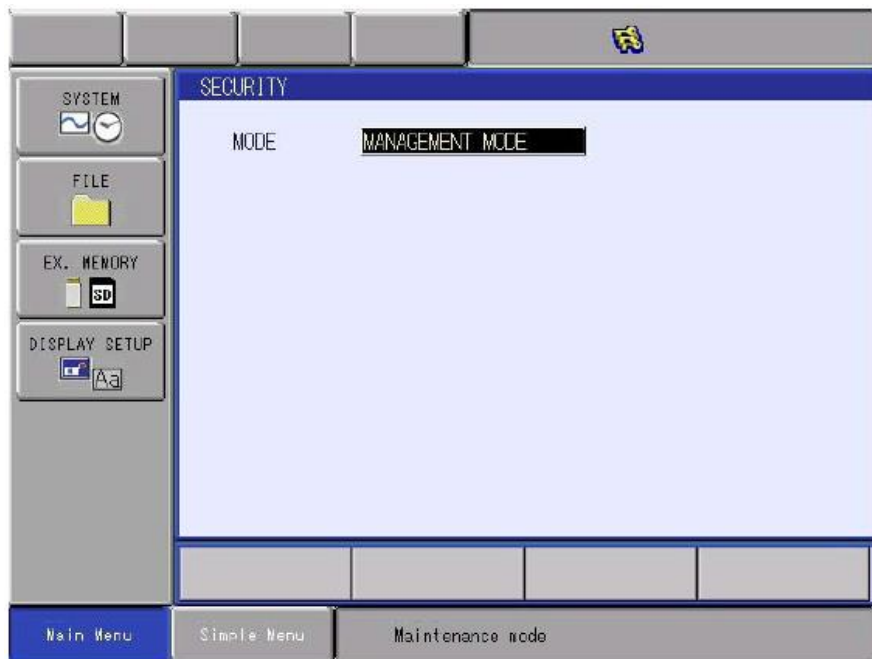 SYSTEM
FILE
EX. MEMORY
SD
DISPLAY SETUP
Aa
SECURITY
MODE MANAGEMENT MODE
Main Menu
Simple Menu
Maintenance mode